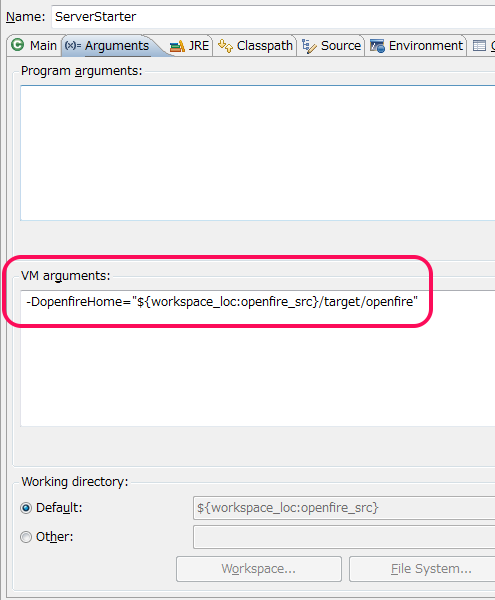 Name: ServerStarter
Main (x)= Arguments JRE Classpath Source Environment
Program arguments:
VM arguments:
-DopenfireHome="${workspace_loc:openfire_src}/target/openfire"
Working directory:
Default: ${workspace_loc:openfire_src}
Other:
Workspace... File System...